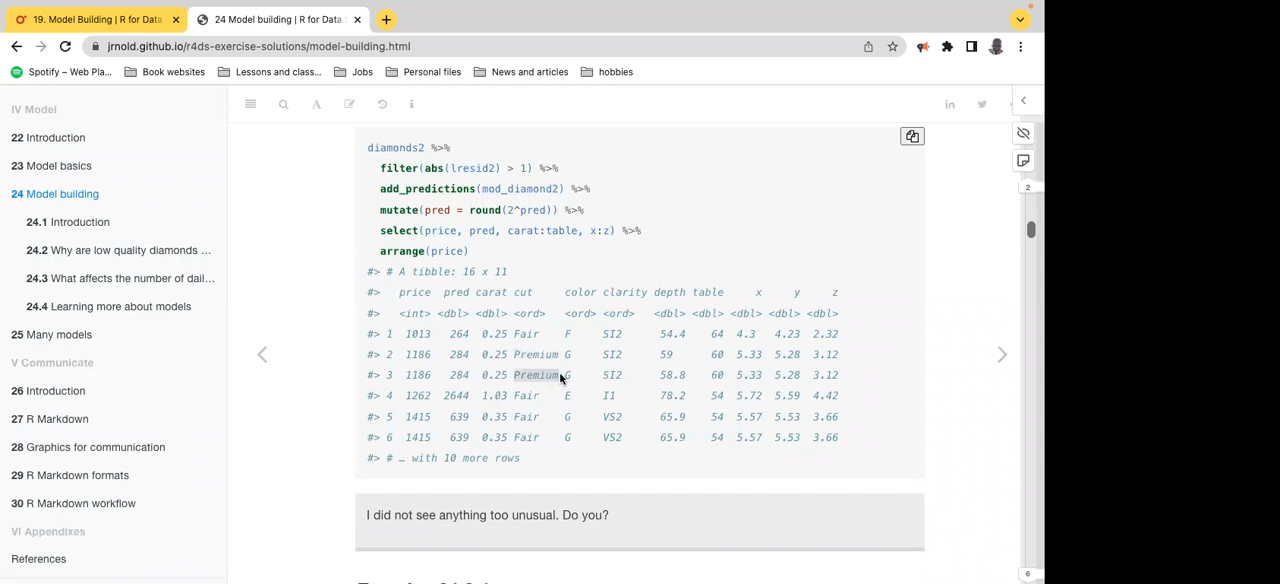 19. Model Building | R for Data
24 Model building | R for Data
jrnold.github.io/r4ds-exercise-solutions/model-building.html
Spotify – Web Pla...
Book websites
Lessons and class...
Jobs
Personal files
News and articles
hobbies
IV Model
22 Introduction
23 Model basics
24 Model building
24.1 Introduction
24.2 Why are low quality diamonds ...
24.3 What affects the number of dail...
24.4 Learning more about models
25 Many models
V Communicate
26 Introduction
27 R Markdown
28 Graphics for communication
29 R Markdown formats
30 R Markdown workflow
VI Appendixes
References
diamonds2 %>%
filter(abs(lresid2) > 1) %>%
add_predictions(mod_diamond2) %>%
mutate(pred = round(2^pred)) %>%
select(price, pred, carat:table, x:z) %>%
arrange(price)
#> # A tibble: 16 x 11
#> price pred carat cut color clarity depth table x y z
#> <int> <dbl> <dbl> <ord> <ord> <ord> <dbl> <dbl> <dbl> <dbl> <dbl>
#> 1 1013 264 0.25 Fair F SI2 54.4 64 4.3 4.23 2.32
#> 2 1186 284 0.25 Premium G SI2 59 60 5.33 5.28 3.12
#> 3 1186 284 0.25 Premium G SI2 58.8 60 5.33 5.28 3.12
#> 4 1262 2644 1.03 Fair E I1 78.2 54 5.72 5.59 4.42
#> 5 1415 639 0.35 Fair G VS2 65.9 54 5.57 5.53 3.66
#> 6 1415 639 0.35 Fair G VS2 65.9 54 5.57 5.53 3.66
#> # … with 10 more rows
I did not see anything too unusual. Do you?
2
6